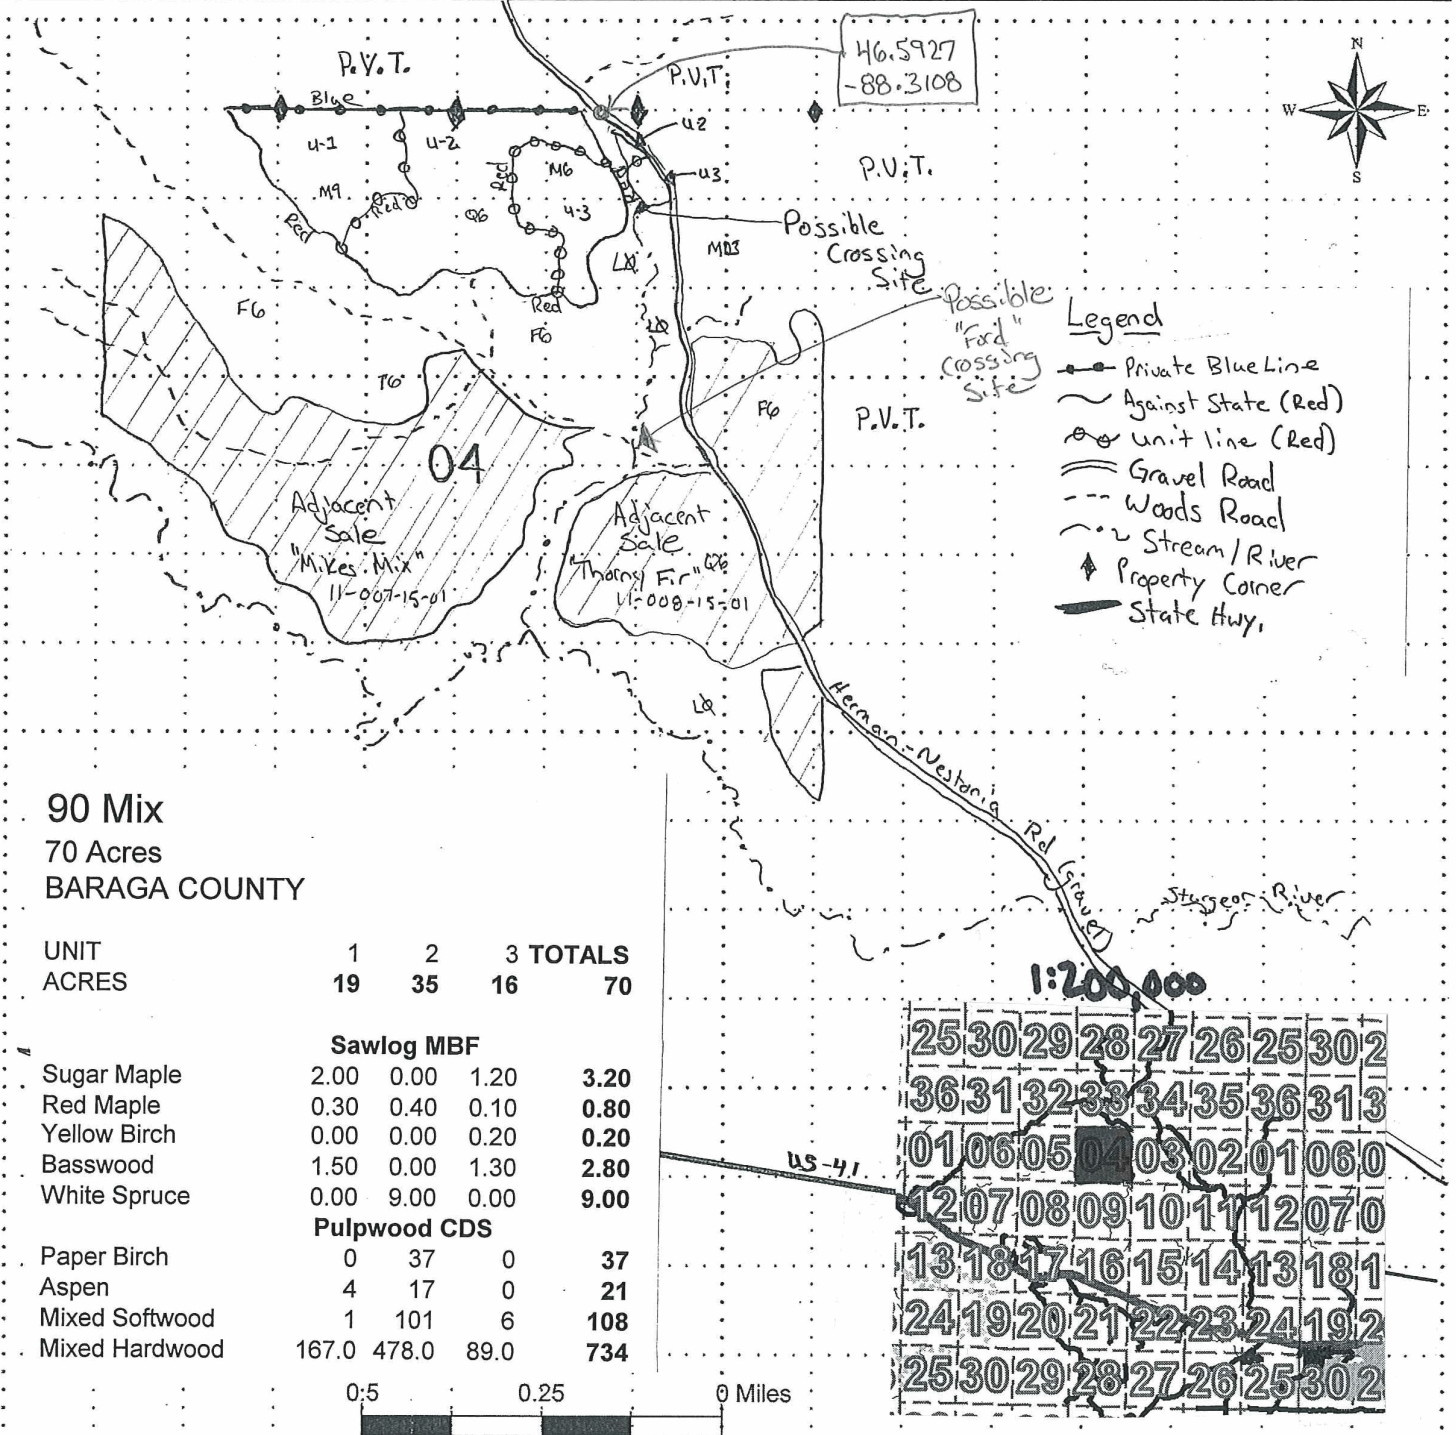 46.5927
-88.3108
P.V.T.
P.V.T.
Blue
U-1
U-2
U2
M6
U3
P.V.T.
M9
Red
Red
Red
Q6
U-3
Possible
Crossing
Site
LØ
Red
F6
F6
LØ
Possible
"Ford"
Crossing
Site
F6
P.V.T.
Legend
Private Blue Line
Against State (Red)
unit line (Red)
Gravel Road
Woods Road
Stream/River
Property Corner
State Hwy.
N
W
E
S
04
Adjacent
Sale
"Mikes Mix"
11-007-15-01
Adjacent
Sale
"Thorny Fir"
Q6
11-008-15-01
LØ
Herman-Nestoria Rd (gravel)
Sturgeon River
90 Mix
70 Acres
BARAGA COUNTY
UNIT 1 2 3 TOTALS
ACRES 19 35 16 70
Sawlog MBF
Sugar Maple 2.00 0.00 1.20 3.20
Red Maple 0.30 0.40 0.10 0.80
Yellow Birch 0.00 0.00 0.20 0.20
Basswood 1.50 0.00 1.30 2.80
White Spruce 0.00 9.00 0.00 9.00
Pulpwood CDS
Paper Birch 0 37 0 37
Aspen 4 17 0 21
Mixed Softwood 1 101 6 108
Mixed Hardwood 167.0 478.0 89.0 734
0.5 0.25 0 Miles
US-41
1:200,000
25 30 29 28 27 26 25 30 2
36 31 32 33 34 35 36 31 3
01 06 05 04 03 02 01 06 0
12 07 08 09 10 11 12 07 0
13 18 17 16 15 14 13 18 1
24 19 20 21 22 23 24 19 2
25 30 29 28 27 26 25 30 2